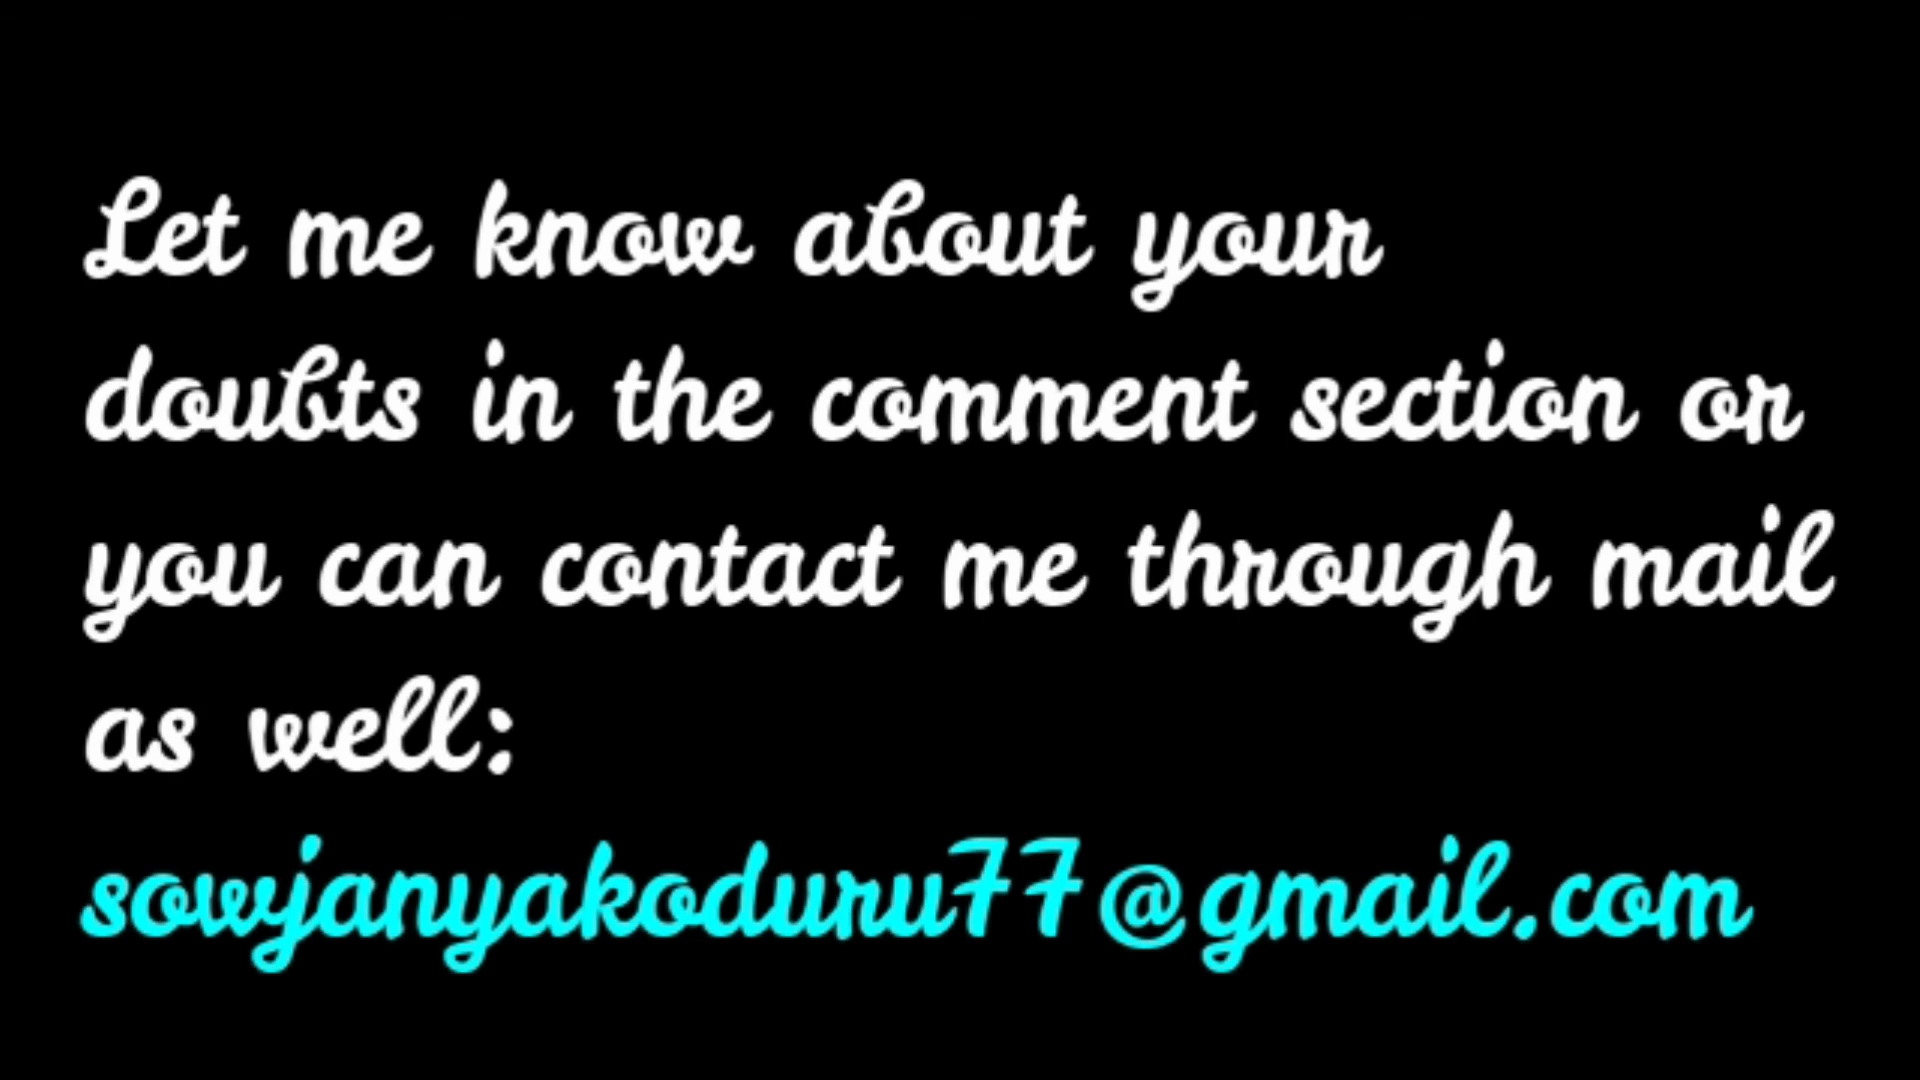 Let me know about your
doubts in the comment section or
you can contact me through mail
as well:
sowjanyakoduru77@gmail.com